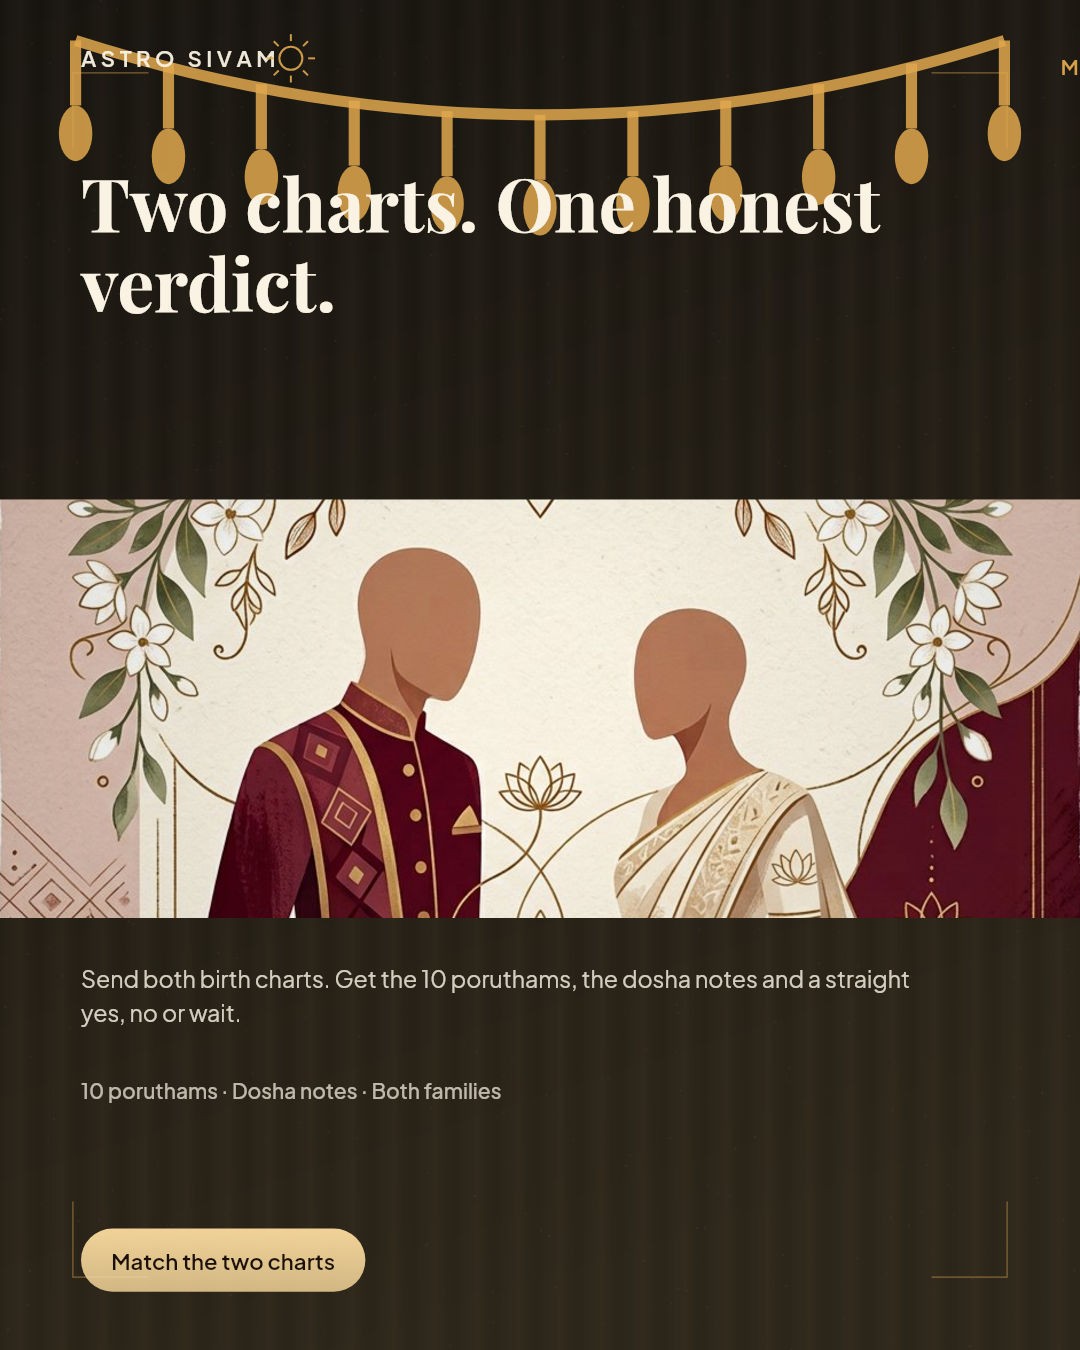 ASTRO SIVAM
M
Two charts. One honest
verdict.
Send both birth charts. Get the 10 poruthams, the dosha notes and a straight
yes, no or wait.
10 poruthams · Dosha notes · Both families
Match the two charts